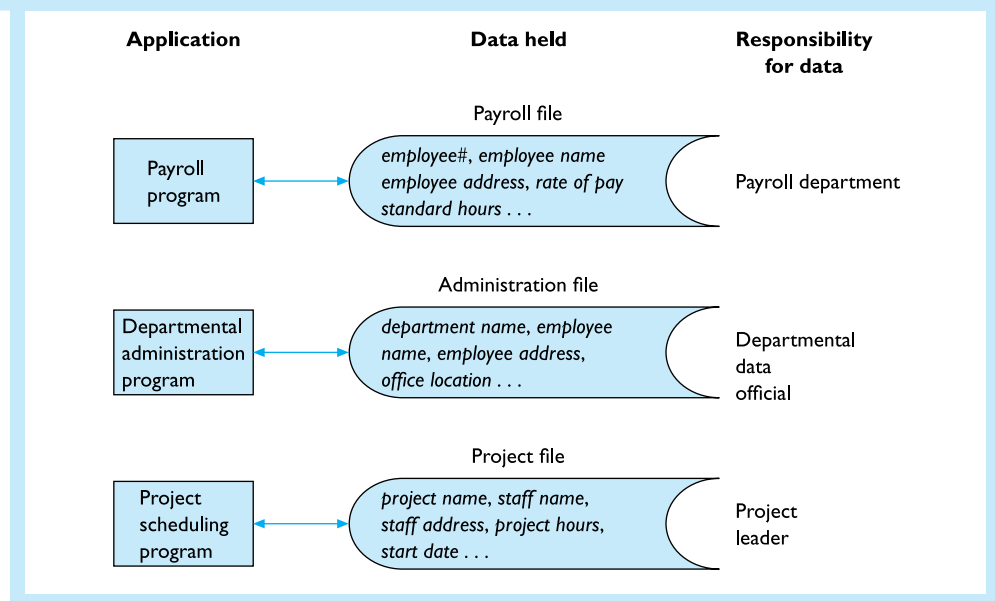 Application
Data held
Responsibility
for data
Payroll file
Payroll
program
employee#, employee name
employee address, rate of pay
standard hours . . .
Payroll department
Administration file
Departmental
administration
program
department name, employee
name, employee address,
office location . . .
Departmental
data
official
Project file
Project
scheduling
program
project name, staff name,
staff address, project hours,
start date . . .
Project
leader